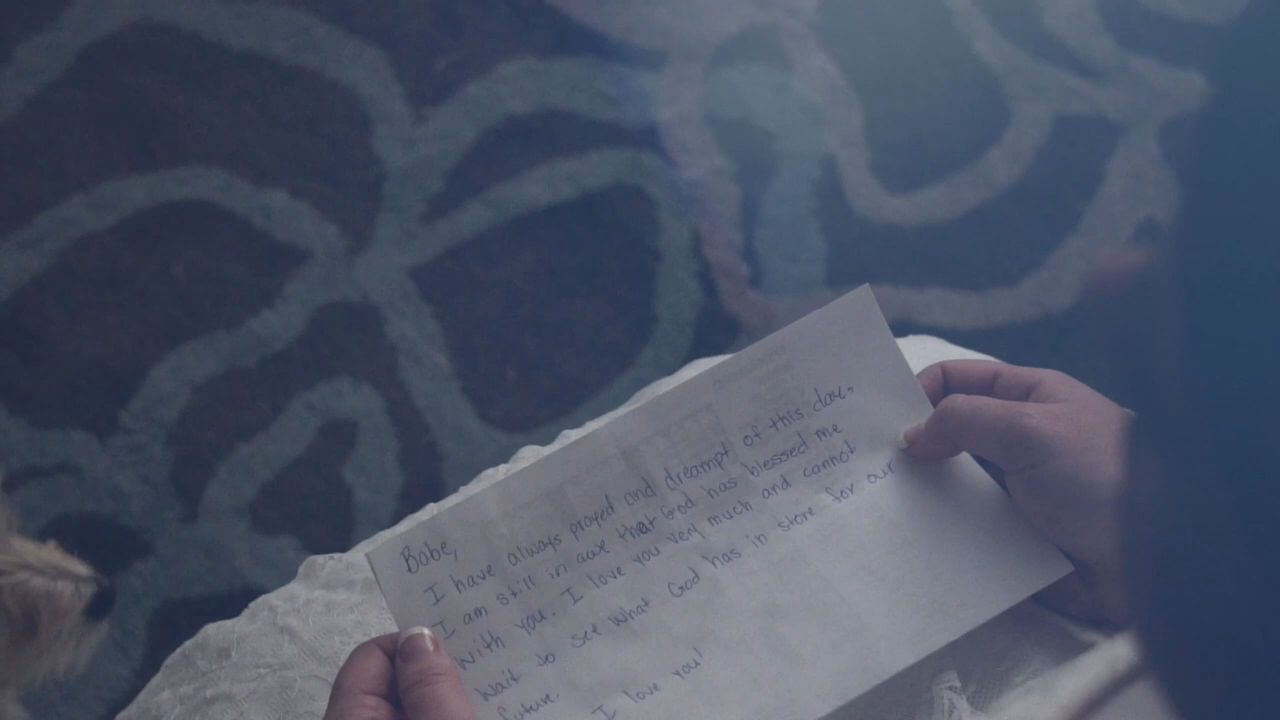 Babe,
I have always prayed and dreampt of this day.
I am still in awe that God has blessed me
with you. I love you very much and cannot
wait to see what God has in store for our
future.
I love you!